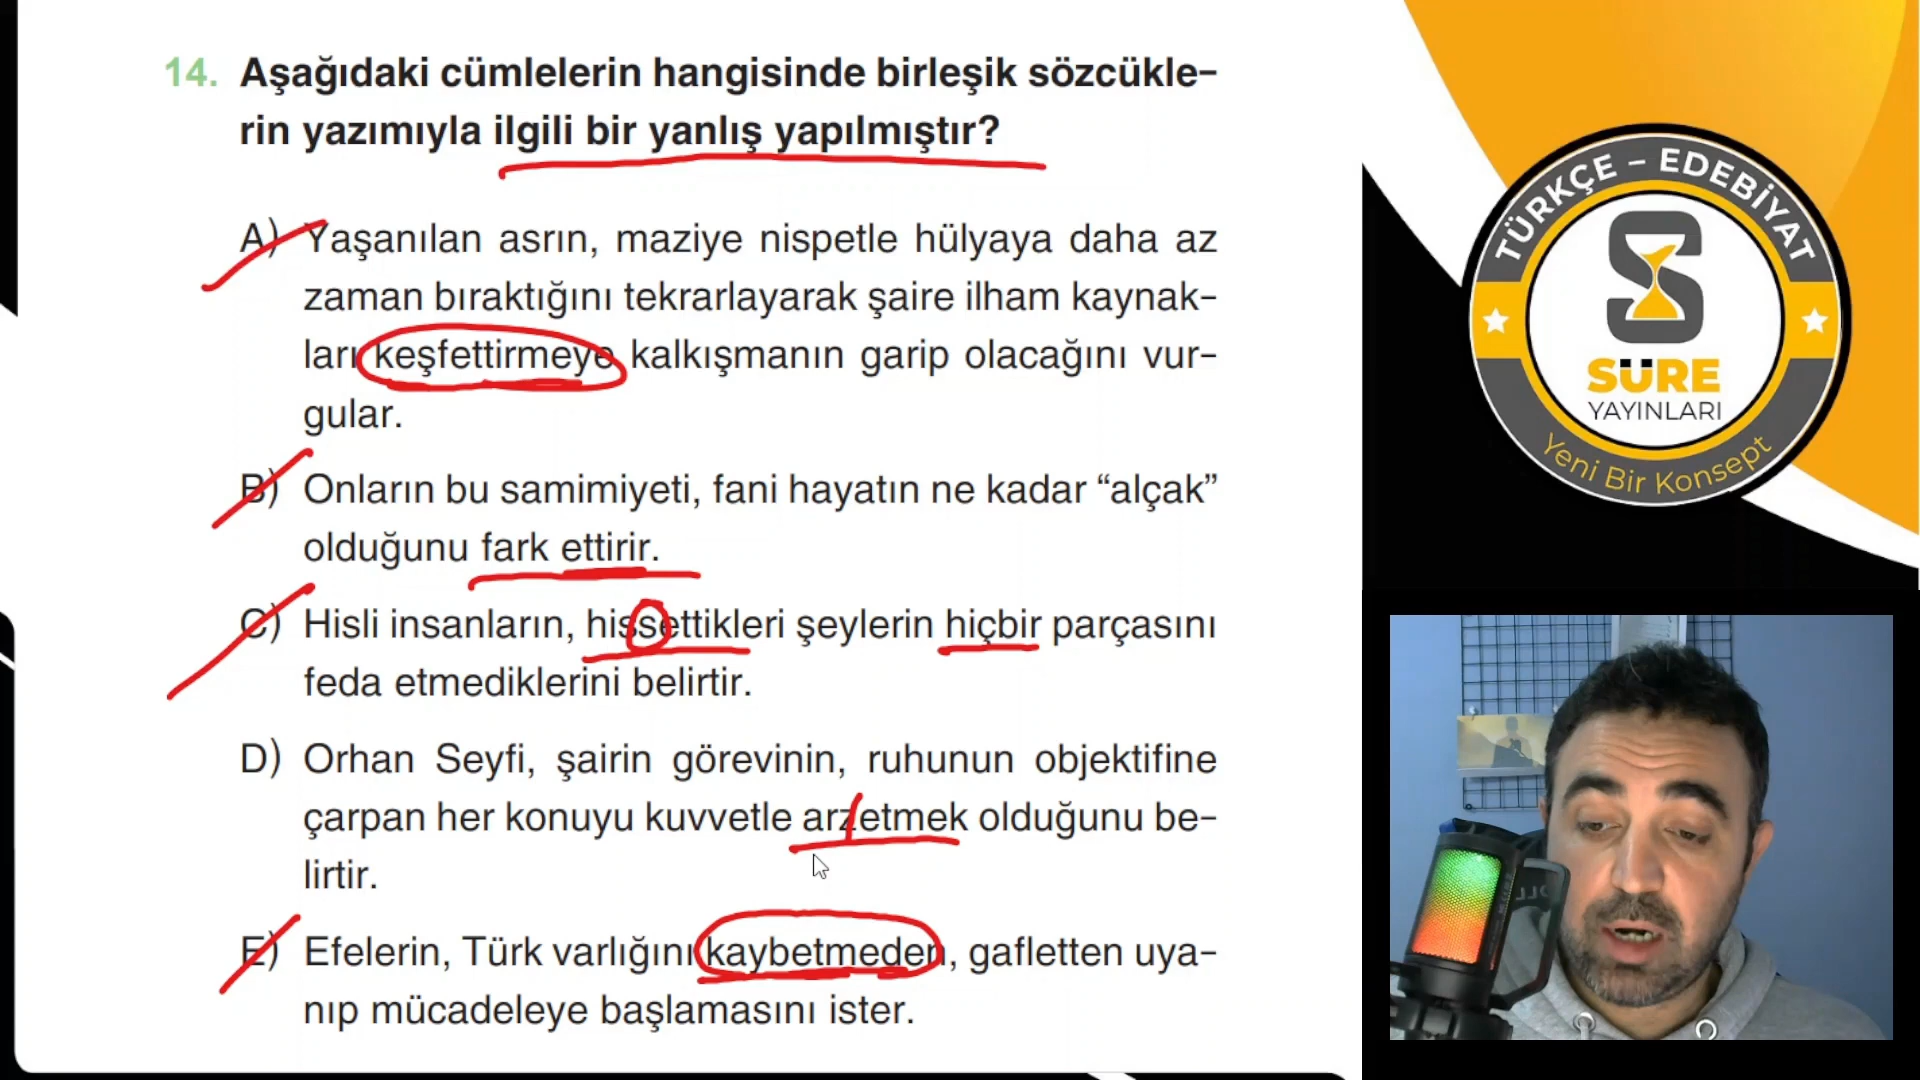 14. Aşağıdaki cümlelerin hangisinde birleşik sözcükle-
rin yazımıyla ilgili bir yanlış yapılmıştır?
A) Yaşanılan asrın, maziye nispetle hülyaya daha az
zaman bıraktığını tekrarlayarak şaire ilham kaynak-
ları keşfettirmeye kalkışmanın garip olacağını vur-
gular.
B) Onların bu samimiyeti, fani hayatın ne kadar “alçak”
olduğunu fark ettirir.
C) Hisli insanların, hissettikleri şeylerin hiçbir parçasını
feda etmediklerini belirtir.
D) Orhan Seyfi, şairin görevinin, ruhunun objektifine
çarpan her konuyu kuvvetle arzetmek olduğunu be-
lirtir.
E) Efelerin, Türk varlığını kaybetmeden, gafletten uya-
nıp mücadeleye başlamasını ister.
TÜRKÇE – EDEBİYAT
SÜRE
YAYINLARI
Yeni Bir Konsept